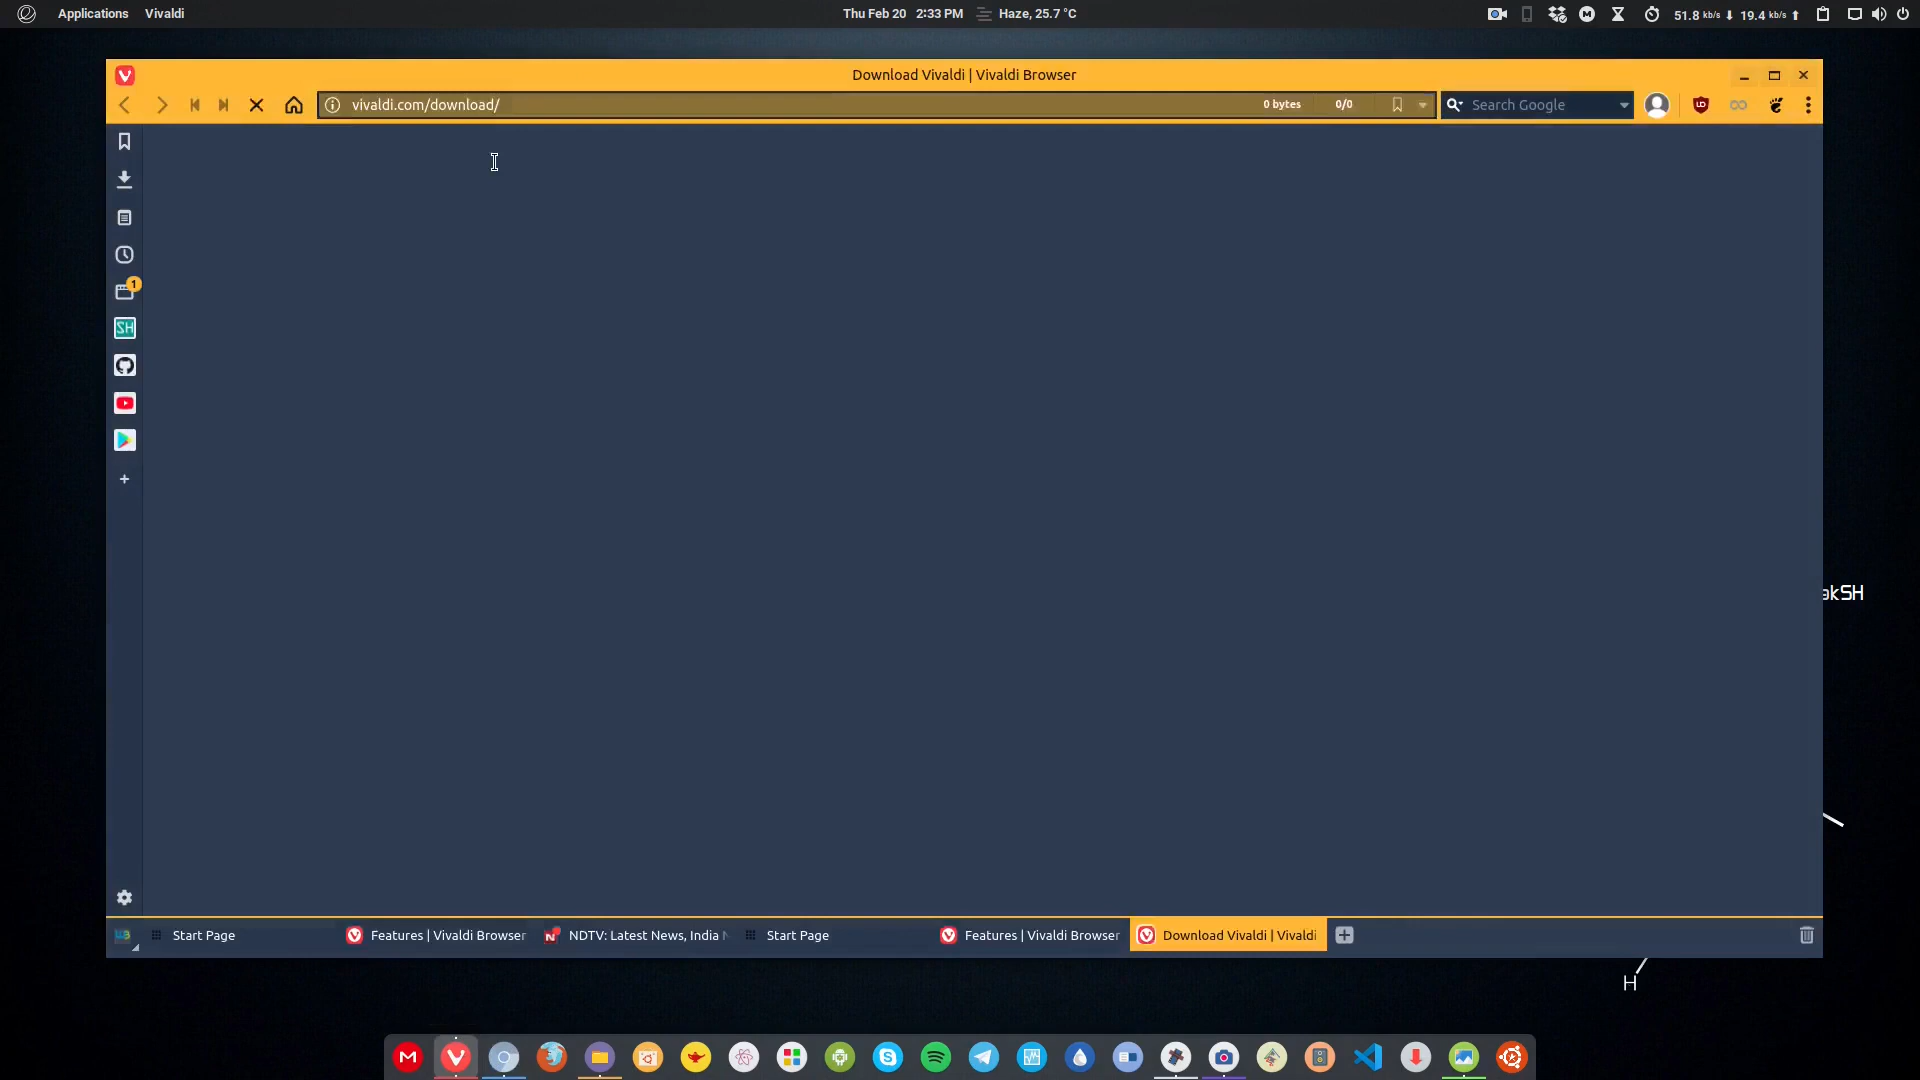 Applications Vivaldi Thu Feb 20 2:33 PM Haze, 25.7 °C M 51.8 kb/s 19.4 kb/s
Download Vivaldi | Vivaldi Browser
vivaldi.com/download/ 0 bytes 0/0 Search Google
1
SH
akSH
Start Page Features | Vivaldi Browser NDTV: Latest News, India Start Page Features | Vivaldi Browser Download Vivaldi | Vivaldi
H